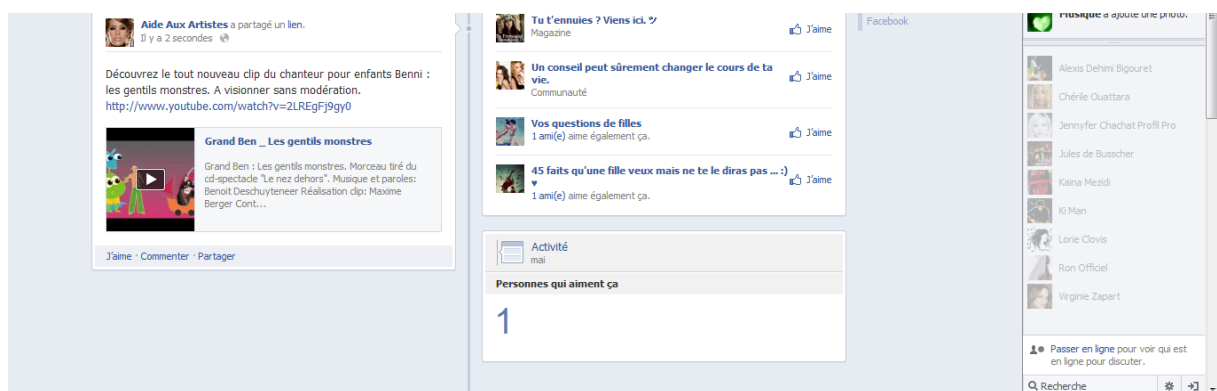 Aide Aux Artistes a partagé un lien.
Il y a 2 secondes
Découvrez le tout nouveau clip du chanteur pour enfants Benni :
les gentils monstres. A visionner sans modération.
http://www.youtube.com/watch?v=2LREgFj9gy0
Grand Ben _ Les gentils monstres
Grand Ben : Les gentils monstres. Morceau tiré du
cd-spectacle "Le nez dehors". Musique et paroles:
Benoit Deschuyteneer Réalisation clip: Maxime
Berger Cont...
J'aime · Commenter · Partager
Tu t'ennuies ? Viens ici. ツ
Magazine
J'aime
Un conseil peut sûrement changer le cours de ta
vie.
Communauté
J'aime
Vos questions de filles
1 ami(e) aime également ça.
J'aime
45 faits qu'une fille veux mais ne te le diras pas ... :)
♥
1 ami(e) aime également ça.
J'aime
Activité
mai
Personnes qui aiment ça
1
Facebook
Musique a ajouté une photo.
Alexis Dehimi Bigouret
Chérile Ouattara
Jennyfer Chachat Profil Pro
Jules de Busscher
Kaina Mezidi
Ki Man
Lorie Clovis
Ron Officiel
Virginie Zapart
Passer en ligne pour voir qui est
en ligne pour discuter.
Recherche